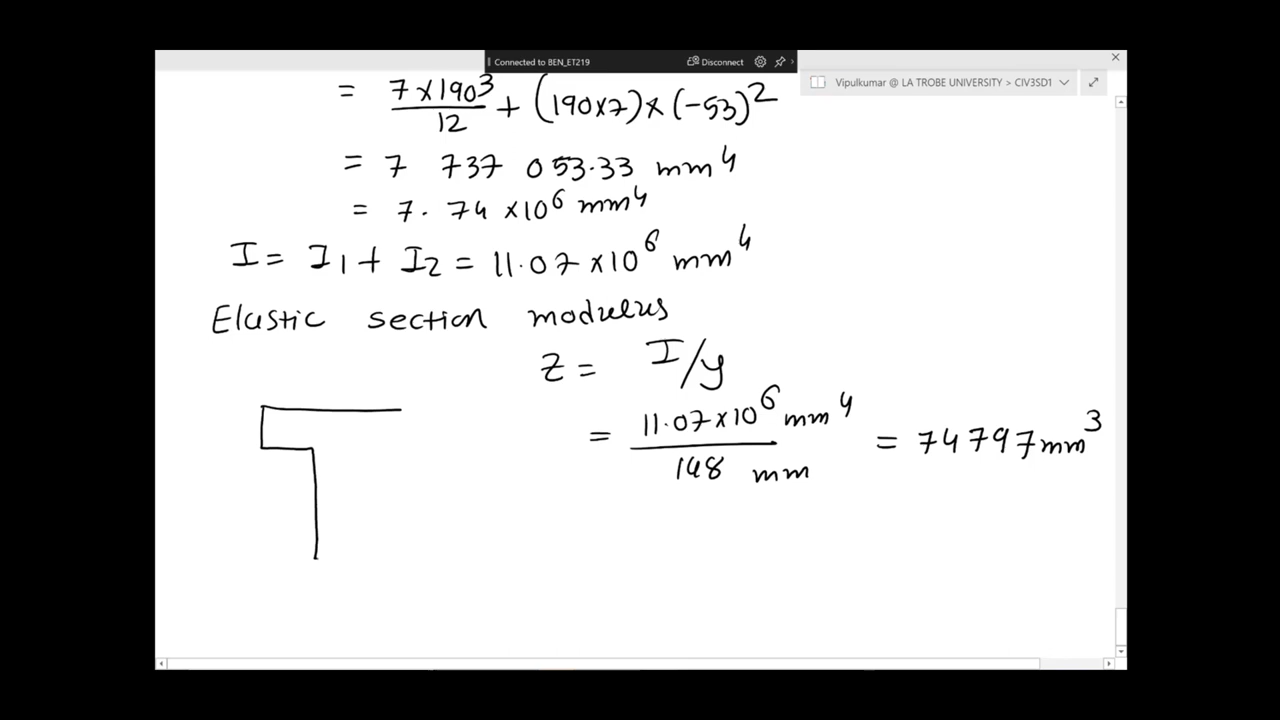 Connected to BEN_ET219 Disconnect
Vipulkumar @ LA TROBE UNIVERSITY > CIV3SD1
= 7×190³/12 + (190×7)×(-53)²
= 7 737 053.33 mm⁴
= 7.74 ×10⁶ mm⁴
I = I₁ + I₂ = 11.07 ×10⁶ mm⁴
Elastic section modulus
Z = I/y
= 11.07×10⁶ mm⁴ / 148 mm = 74797mm³